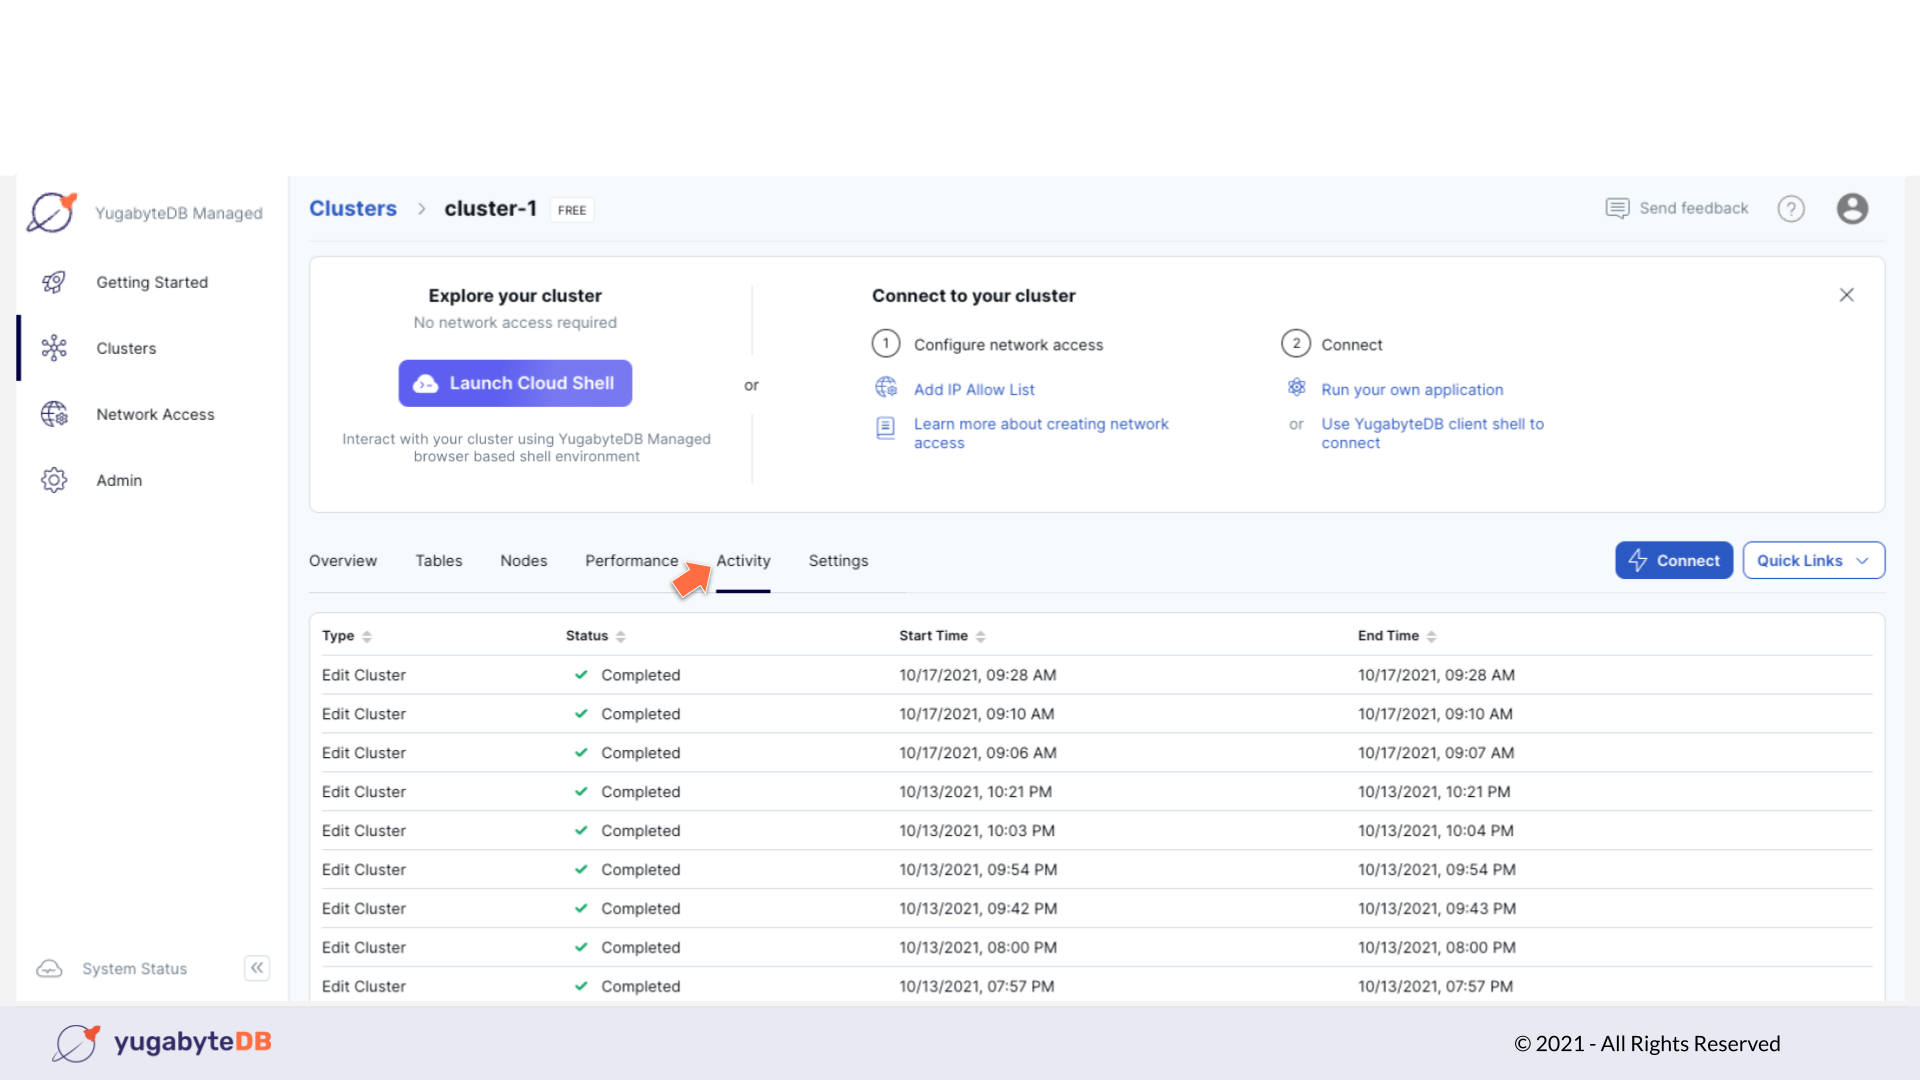 YugabyteDB Managed
Getting Started
Clusters
Network Access
Admin
System Status
Clusters > cluster-1 FREE
Send feedback ?
Explore your cluster
No network access required
Launch Cloud Shell
Interact with your cluster using YugabyteDB Managed
browser based shell environment
or
Connect to your cluster
1 Configure network access
Add IP Allow List
Learn more about creating network
access
2 Connect
Run your own application
or Use YugabyteDB client shell to
connect
Overview Tables Nodes Performance Activity Settings
Connect Quick Links
Type Status Start Time End Time
Edit Cluster Completed 10/17/2021, 09:28 AM 10/17/2021, 09:28 AM
Edit Cluster Completed 10/17/2021, 09:10 AM 10/17/2021, 09:10 AM
Edit Cluster Completed 10/17/2021, 09:06 AM 10/17/2021, 09:07 AM
Edit Cluster Completed 10/13/2021, 10:21 PM 10/13/2021, 10:21 PM
Edit Cluster Completed 10/13/2021, 10:03 PM 10/13/2021, 10:04 PM
Edit Cluster Completed 10/13/2021, 09:54 PM 10/13/2021, 09:54 PM
Edit Cluster Completed 10/13/2021, 09:42 PM 10/13/2021, 09:43 PM
Edit Cluster Completed 10/13/2021, 08:00 PM 10/13/2021, 08:00 PM
Edit Cluster Completed 10/13/2021, 07:57 PM 10/13/2021, 07:57 PM
yugabyteDB
© 2021 - All Rights Reserved